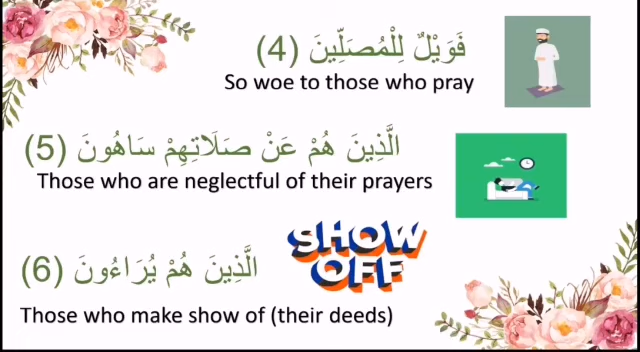 فَوَيْلٌ لِلْمُصَلِّينَ (4)
So woe to those who pray
الَّذِينَ هُمْ عَنْ صَلَاتِهِمْ سَاهُونَ (5)
Those who are neglectful of their prayers
الَّذِينَ هُمْ يُرَاءُونَ (6)
SHOW
OFF
Those who make show of (their deeds)